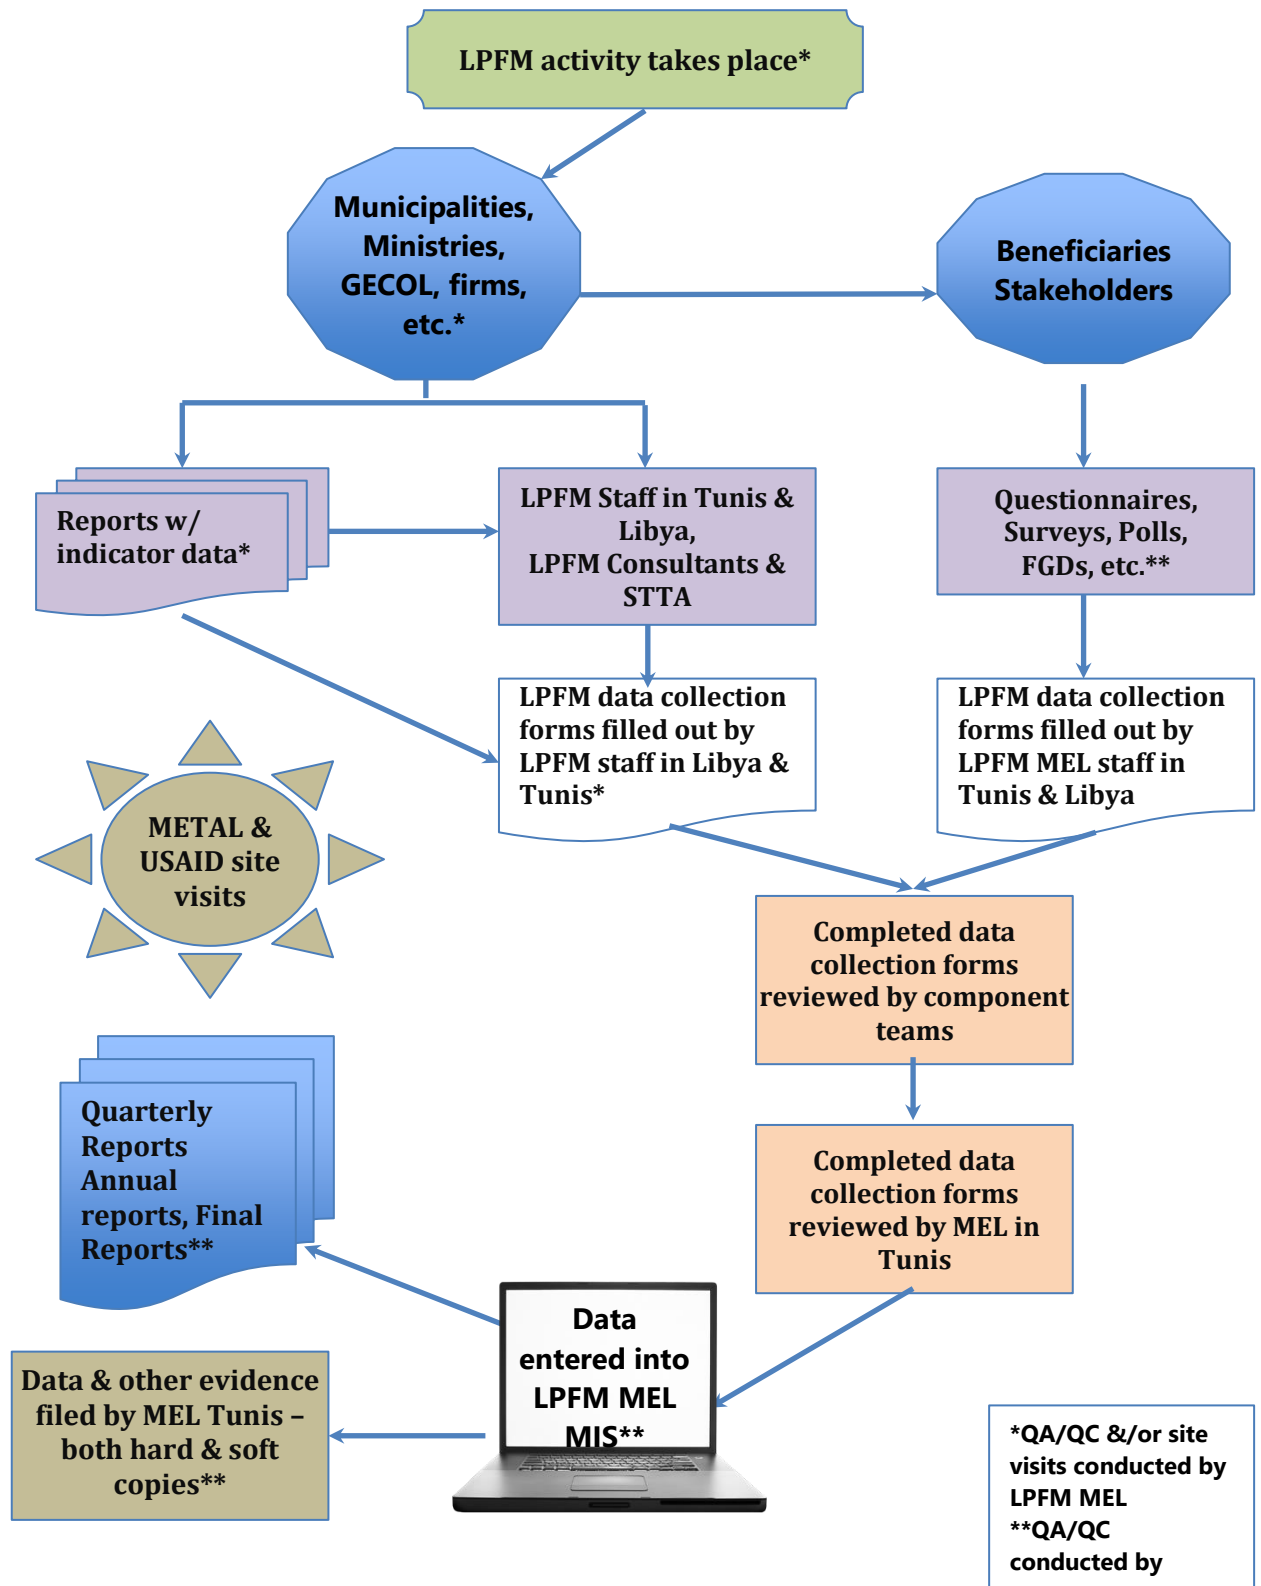 LPFM activity takes place*
Municipalities,
Ministries,
GECOL, firms,
etc.*
Beneficiaries
Stakeholders
Reports w/
indicator data*
LPFM Staff in Tunis &
Libya,
LPFM Consultants &
STTA
Questionnaires,
Surveys, Polls,
FGDs, etc.**
LPFM data collection
forms filled out by
LPFM staff in Libya &
Tunis*
LPFM data collection
forms filled out by
LPFM MEL staff in
Tunis & Libya
METAL &
USAID site
visits
Completed data
collection forms
reviewed by component
teams
Quarterly
Reports
Annual
reports, Final
Reports**
Completed data
collection forms
reviewed by MEL in
Tunis
Data
entered into
LPFM MEL
MIS**
Data & other evidence
filed by MEL Tunis –
both hard & soft
copies**
*QA/QC &/or site
visits conducted by
LPFM MEL
**QA/QC
conducted by